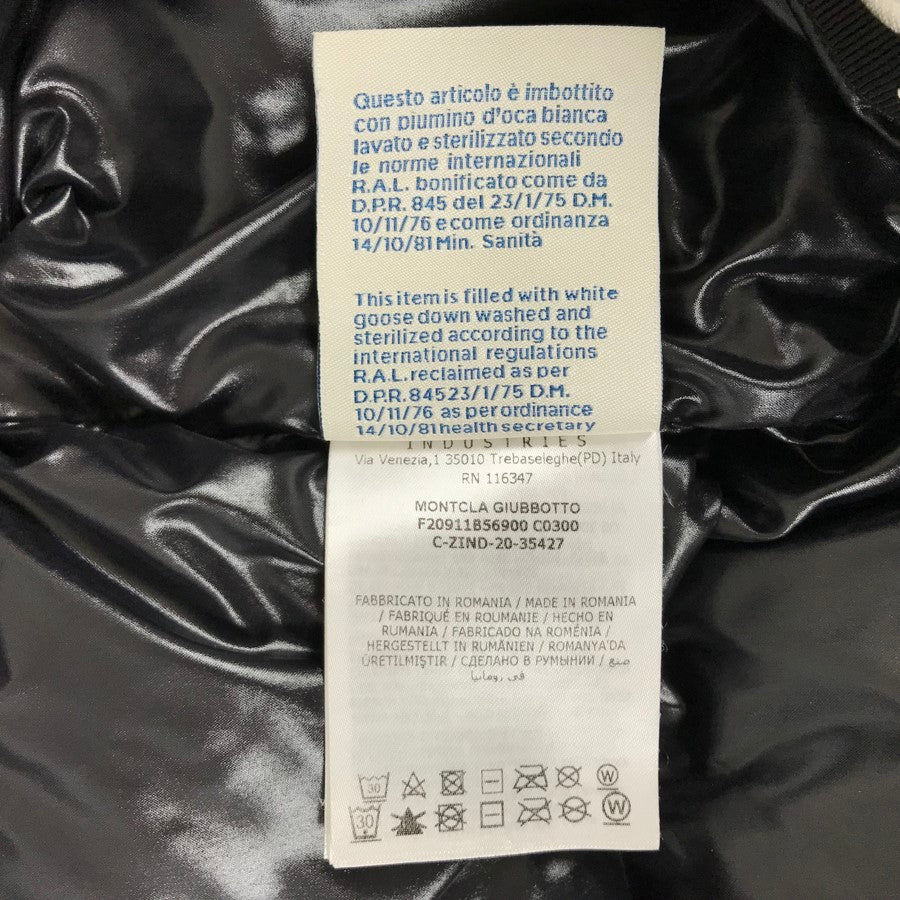 Questo articolo è imbottito
con piumino d'oca bianca
lavato e sterilizzato secondo
le norme internazionali
R.A.L. bonificato come da
D.P.R. 845 del 23/1/75 D.M.
10/11/76 e come ordinanza
14/10/81 Min. Sanità
This item is filled with white
goose down washed and
sterilized according to the
international regulations
R.A.L. reclaimed as per
D.P.R. 84523/1/75 D.M.
10/11/76 as per ordinance
14/10/81 health secretary
INDUSTRIES
Via Venezia,1 35010 Trebaseleghe(PD) Italy
RN 116347
MONTCLA GIUBBOTTO
F20911B56900 C0300
C-ZIND-20-35427
FABBRICATO IN ROMANIA / MADE IN ROMANIA
/ FABRIQUÉ EN ROUMANIE / HECHO EN
RUMANIA / FABRICADO NA ROMÉNIA /
HERGESTELLT IN RUMÄNIEN / ROMANYA'DA
ÜRETILMIŞTIR / СДЕЛАНО В РУМЫНИИ / صنع
في رومانيا
30
W
30
W